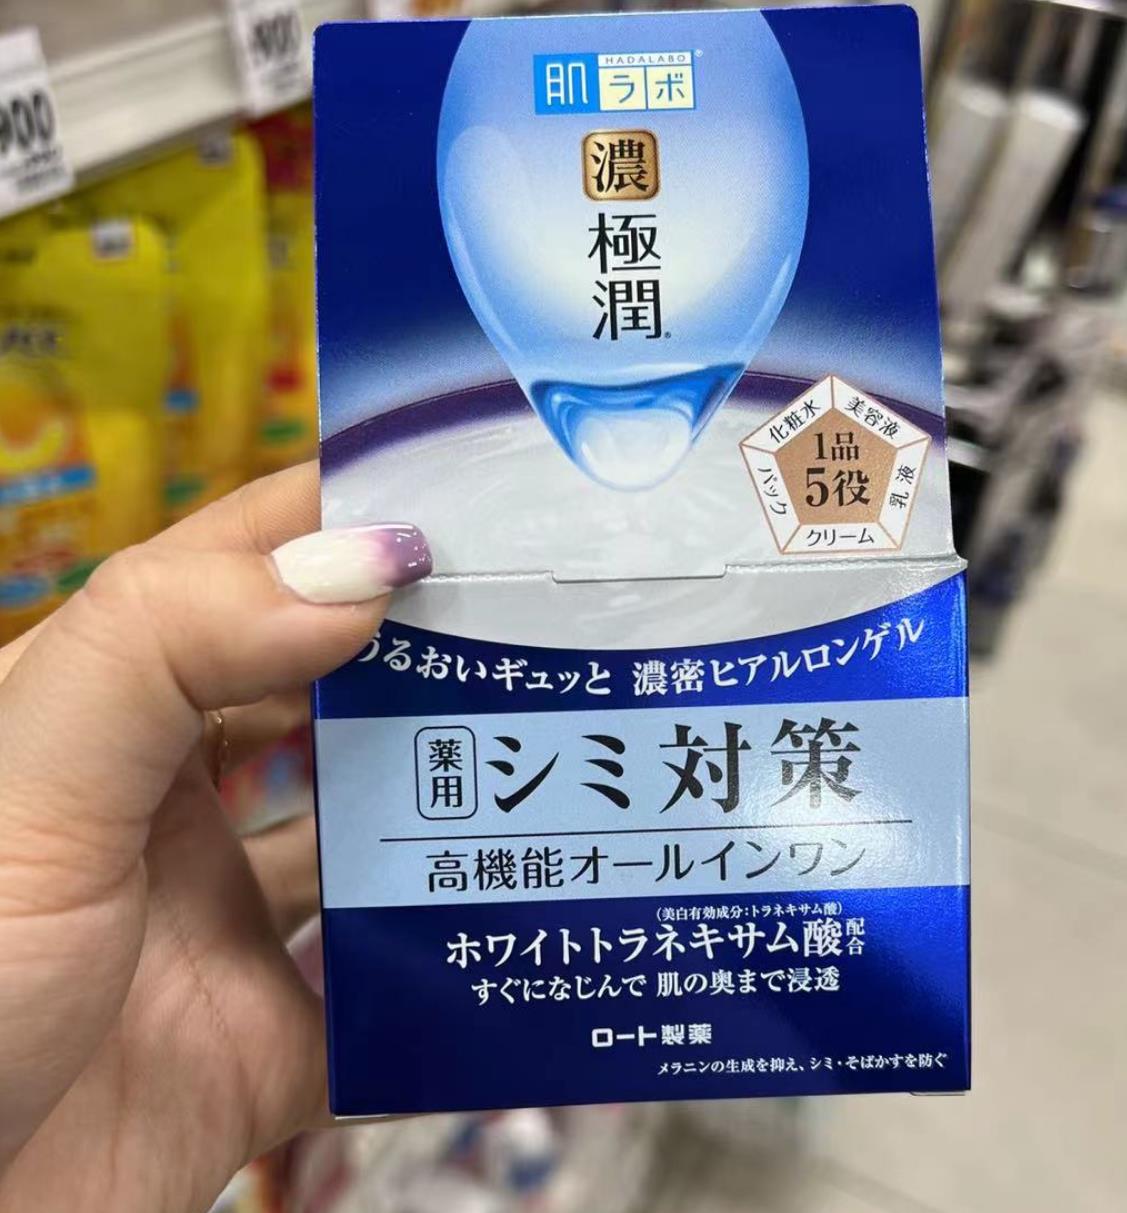 900
肌ラボ
HADALABO
®
濃
極
潤®
化粧水
美容液
乳液
クリーム
パック
1品
5役
うるおいギュッと 濃密ヒアルロンゲル
薬用
シミ対策
高機能オールインワン
(美白有効成分:トラネキサム酸)
ホワイトトラネキサム酸配合
すぐになじんで 肌の奥まで浸透
ロート製薬
メラニンの生成を抑え、シミ・そばかすを防ぐ